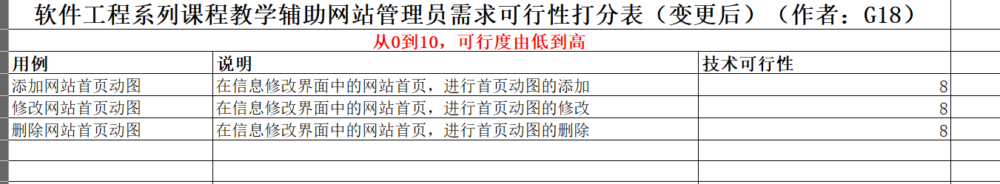 软件工程系列课程教学辅助网站管理员需求可行性打分表（变更后）（作者：G18）
从0到10，可行度由低到高
用例 说明 技术可行性
添加网站首页动图 在信息修改界面中的网站首页，进行首页动图的添加 8
修改网站首页动图 在信息修改界面中的网站首页，进行首页动图的修改 8
删除网站首页动图 在信息修改界面中的网站首页，进行首页动图的删除 8